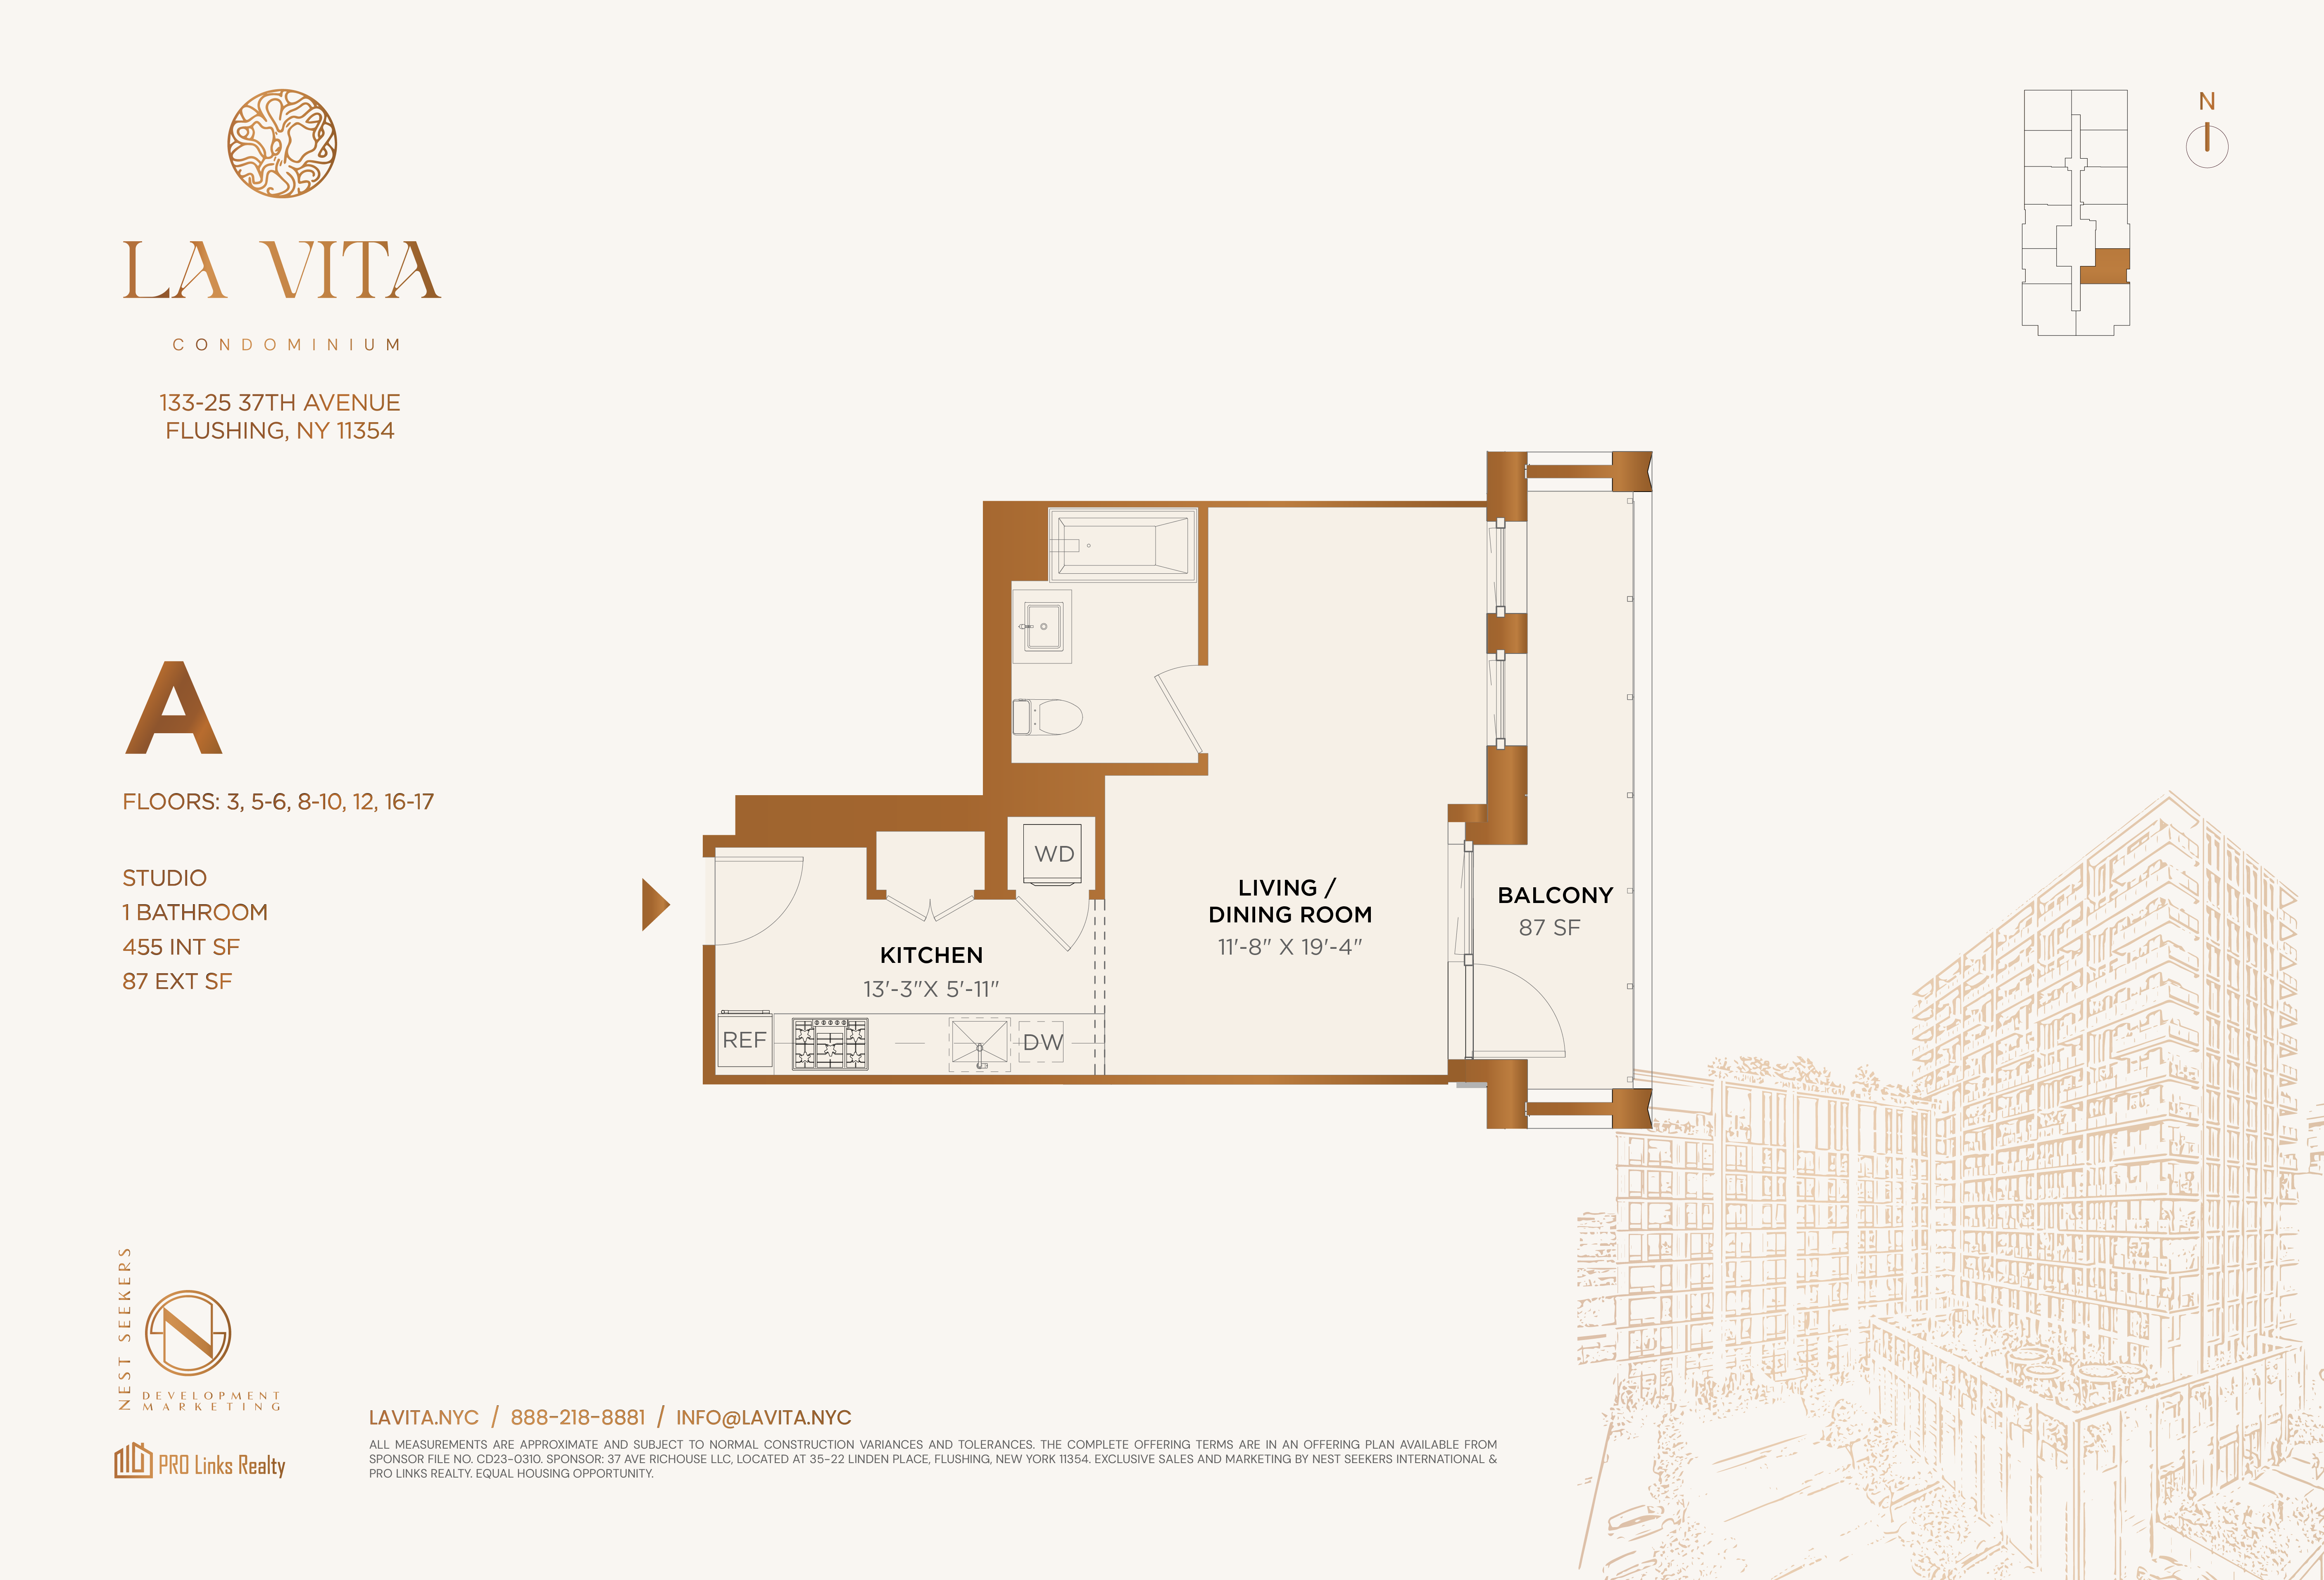 LA VITA
CONDOMINIUM
133-25 37TH AVENUE
FLUSHING, NY 11354
N
A
FLOORS: 3, 5-6, 8-10, 12, 16-17
STUDIO
1 BATHROOM
455 INT SF
87 EXT SF
WD
LIVING /
DINING ROOM
11'-8" X 19'-4"
BALCONY
87 SF
KITCHEN
13'-3"X 5'-11"
REF
DW
NEST SEEKERS
N
DEVELOPMENT
MARKETING
PRO Links Realty
LAVITA.NYC / 888-218-8881 / INFO@LAVITA.NYC
ALL MEASUREMENTS ARE APPROXIMATE AND SUBJECT TO NORMAL CONSTRUCTION VARIANCES AND TOLERANCES. THE COMPLETE OFFERING TERMS ARE IN AN OFFERING PLAN AVAILABLE FROM
SPONSOR FILE NO. CD23-0310. SPONSOR: 37 AVE RICHOUSE LLC, LOCATED AT 35-22 LINDEN PLACE, FLUSHING, NEW YORK 11354. EXCLUSIVE SALES AND MARKETING BY NEST SEEKERS INTERNATIONAL &
PRO LINKS REALTY. EQUAL HOUSING OPPORTUNITY.